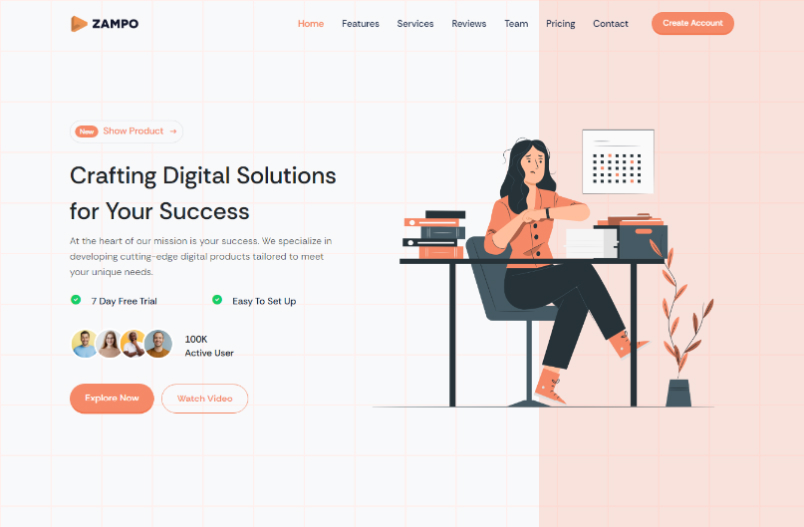 ZAMPO
Home Features Services Reviews Team Pricing Contact Create Account
New Show Product →
Crafting Digital Solutions
for Your Success
At the heart of our mission is your success. We specialize in
developing cutting-edge digital products tailored to meet
your unique needs.
7 Day Free Trial Easy To Set Up
100K
Active User
Explore Now Watch Video